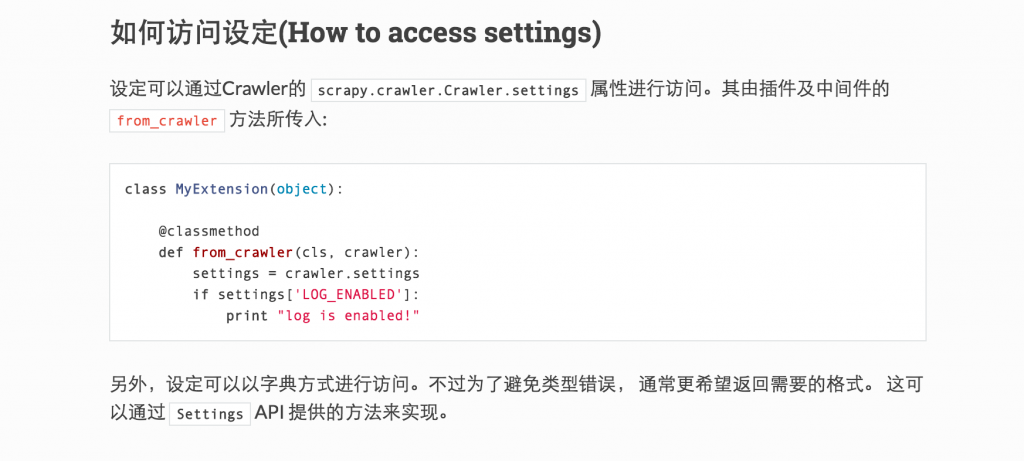 如何访问设定(How to access settings)
设定可以通过Crawler的 scrapy.crawler.Crawler.settings 属性进行访问。其由插件及中间件的
from_crawler 方法所传入:
class MyExtension(object):
    @classmethod
    def from_crawler(cls, crawler):
        settings = crawler.settings
        if settings['LOG_ENABLED']:
            print "log is enabled!"
另外，设定可以以字典方式进行访问。不过为了避免类型错误， 通常更希望返回需要的格式。 这可
以通过 Settings API 提供的方法来实现。